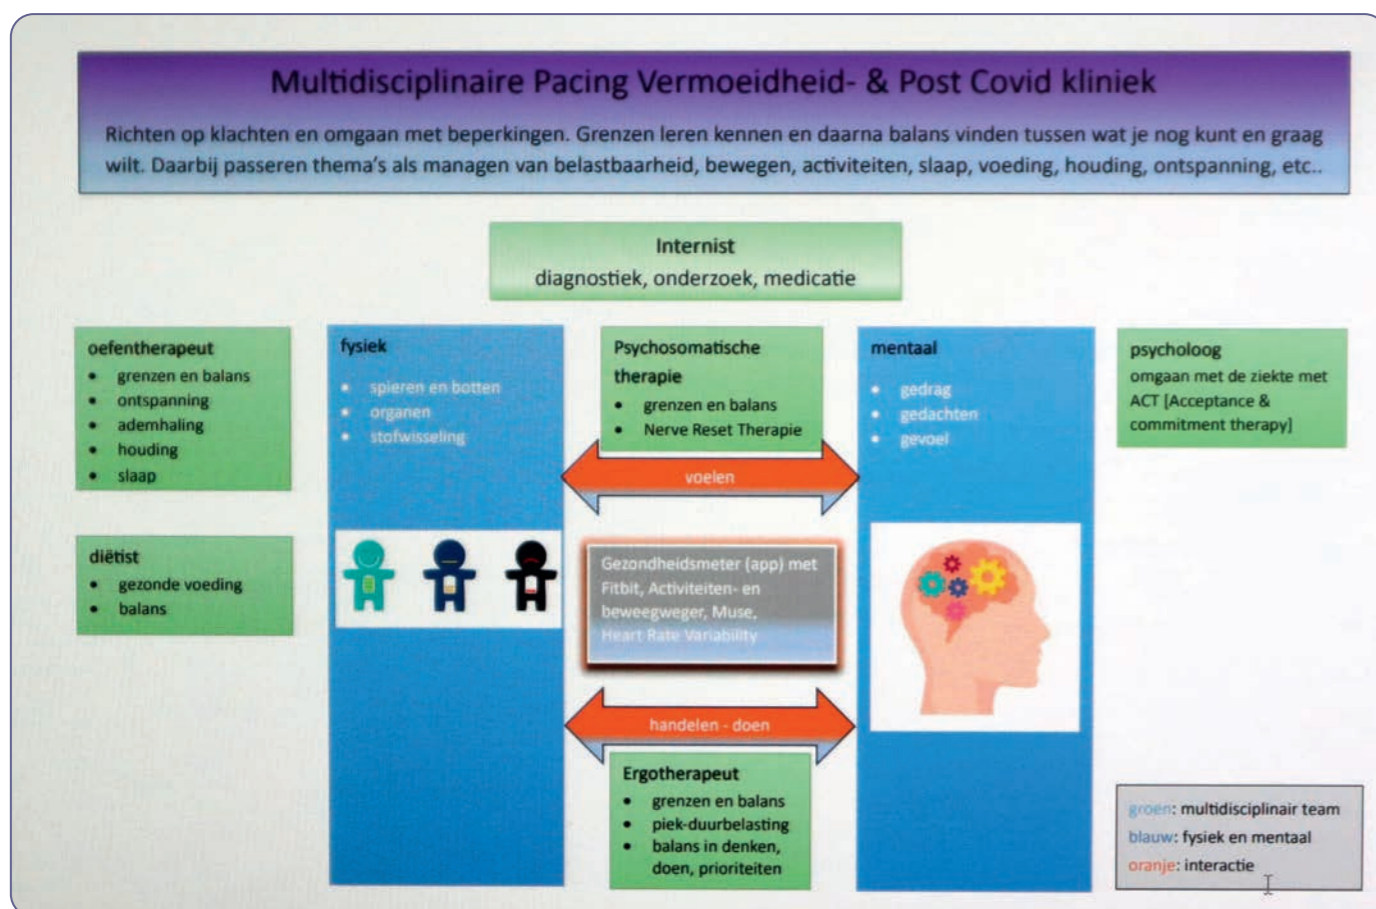 Multidisciplinaire Pacing Vermoeidheid- & Post Covid kliniek
Richten op klachten en omgaan met beperkingen. Grenzen leren kennen en daarna balans vinden tussen wat je nog kunt en graag
wilt. Daarbij passeren thema's als managen van belastbaarheid, bewegen, activiteiten, slaap, voeding, houding, ontspanning, etc..
Internist
diagnostiek, onderzoek, medicatie
oefentherapeut
• grenzen en balans
• ontspanning
• ademhaling
• houding
• slaap
diëtist
• gezonde voeding
• balans
fysiek
• spieren en botten
• organen
• stofwisseling
Psychosomatische
therapie
• grenzen en balans
• Nerve Reset Therapie
voelen
Gezondheidsmeter (app) met
Fitbit, Activiteiten- en
beweegweger, Muse,
Heart Rate Variability
handelen - doen
Ergotherapeut
• grenzen en balans
• piek-duurbelasting
• balans in denken,
doen, prioriteiten
mentaal
• gedrag
• gedachten
• gevoel
psycholoog
omgaan met de ziekte met
ACT [Acceptance &
commitment therapy]
groen: multidisciplinair team
blauw: fysiek en mentaal
oranje: interactie